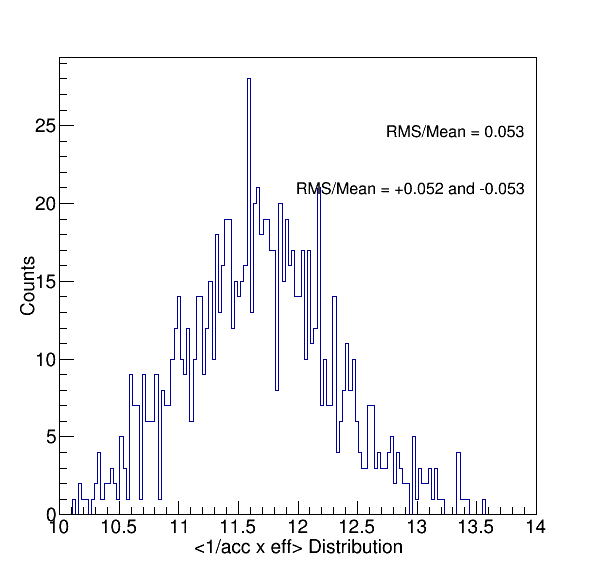 RMS/Mean = 0.053
RMS/Mean = +0.052 and -0.053
Counts
25
20
15
10
5
0
10 10.5 11 11.5 12 12.5 13 13.5 14
<1/acc x eff> Distribution